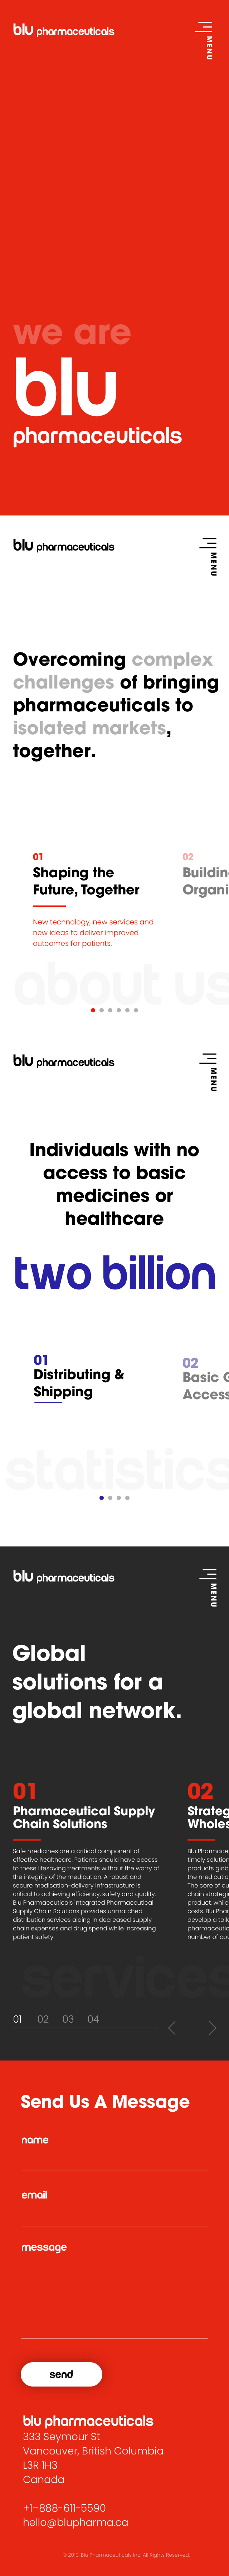 blu pharmaceuticals
MENU
we are
blu
pharmaceuticals
blu pharmaceuticals
MENU
Overcoming complex
challenges of bringing
pharmaceuticals to
isolated markets,
together.
01
Shaping the
Future, Together
New technology, new services and
new ideas to deliver improved
outcomes for patients.
02
Buildin
Organi
about us
blu pharmaceuticals
MENU
Individuals with no
access to basic
medicines or
healthcare
two billion
01
Distributing &
Shipping
02
Basic
Access
statistics
blu pharmaceuticals
MENU
Global
solutions for a
global network.
01
Pharmaceutical Supply
Chain Solutions
Safe medicines are a critical component of
effective healthcare. Patients should have access
to these lifesaving treatments without the worry of
the integrity of the medication. A robust and
secure medication-delivery infrastructure is
critical to achieving efficiency, safety and quality.
Blu Pharmaceuticals integrated Pharmaceutical
Supply Chain Solutions provides unmatched
distribution services aiding in decreased supply
chain expenses and drug spend while increasing
patient safety.
02
Strateg
Wholes
Blu Pharmace
timely solution
products glob
the medicatio
The core of ou
chain strategi
product, while
costs. Blu Phar
develop a tailo
pharmaceutic
number of cou
services
01 02 03 04
Send Us A Message
name
email
message
send
blu pharmaceuticals
333 Seymour St
Vancouver, British Columbia
L3R 1H3
Canada
+1–888-611-5590
hello@blupharma.ca
© 2019, Blu Pharmaceuticals Inc. All Rights Reserved.